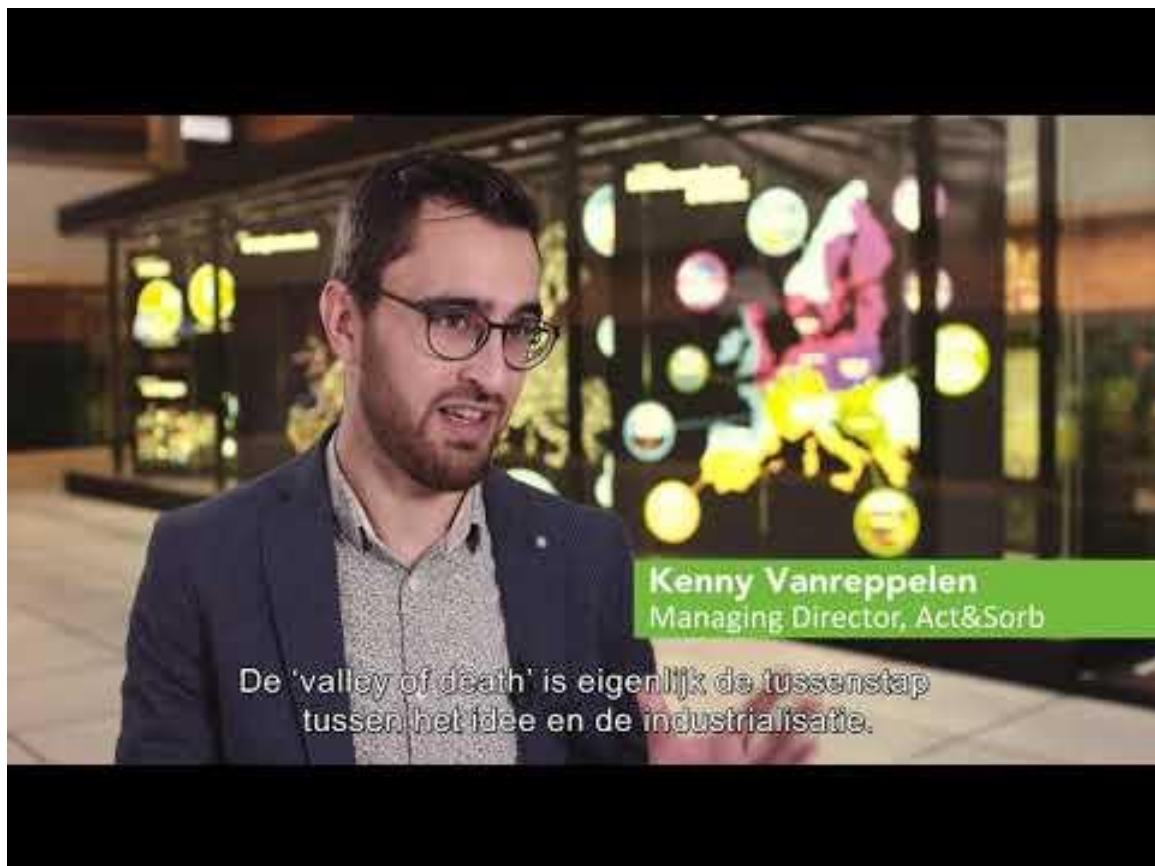 Kenny Vanreppelen
Managing Director, Act&Sorb
De ‘valley of death’ is eigenlijk de tussenstap
tussen het idee en de industrialisatie.